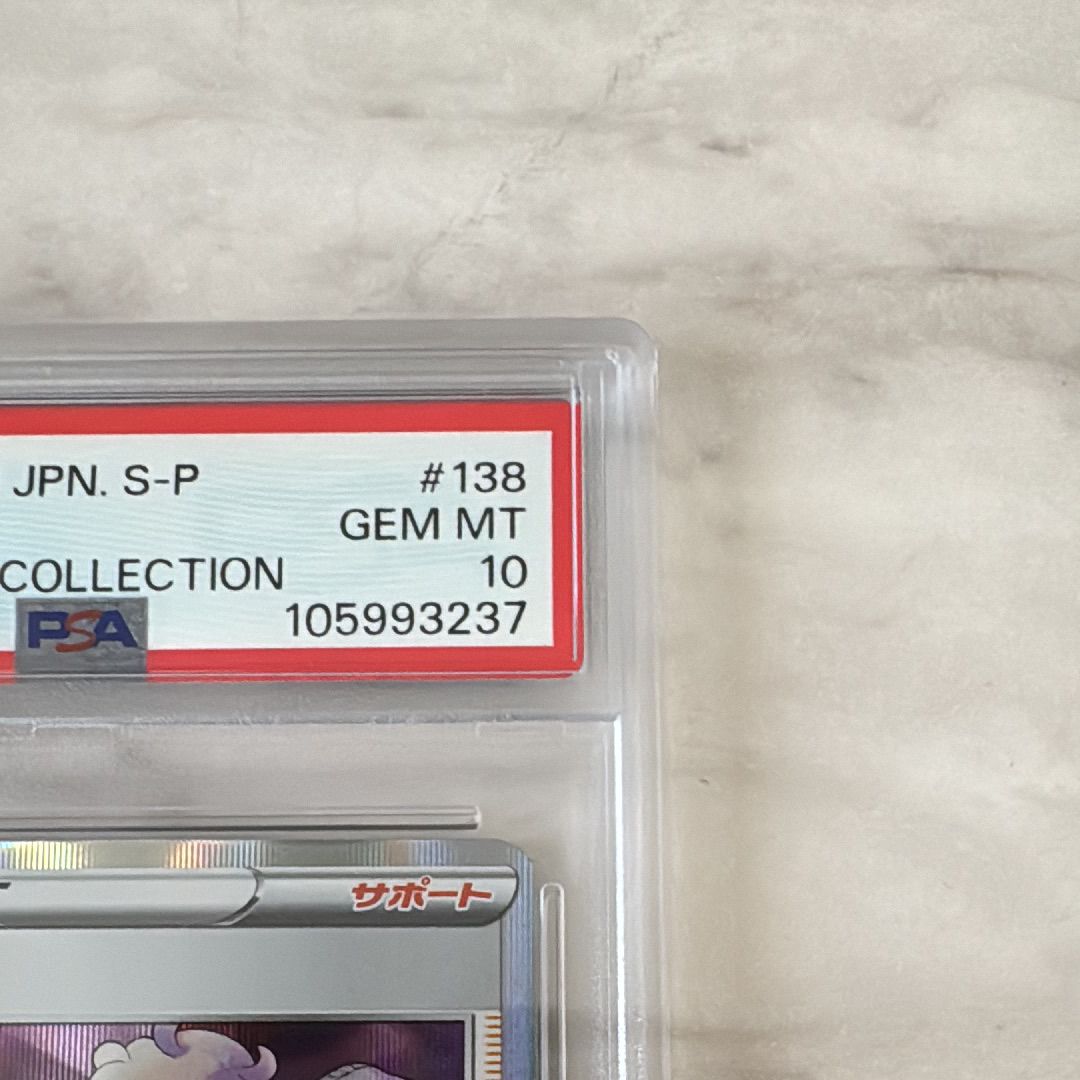 JPN. S-P #138
GEM MT
COLLECTION 10
PSA 105993237
サポート